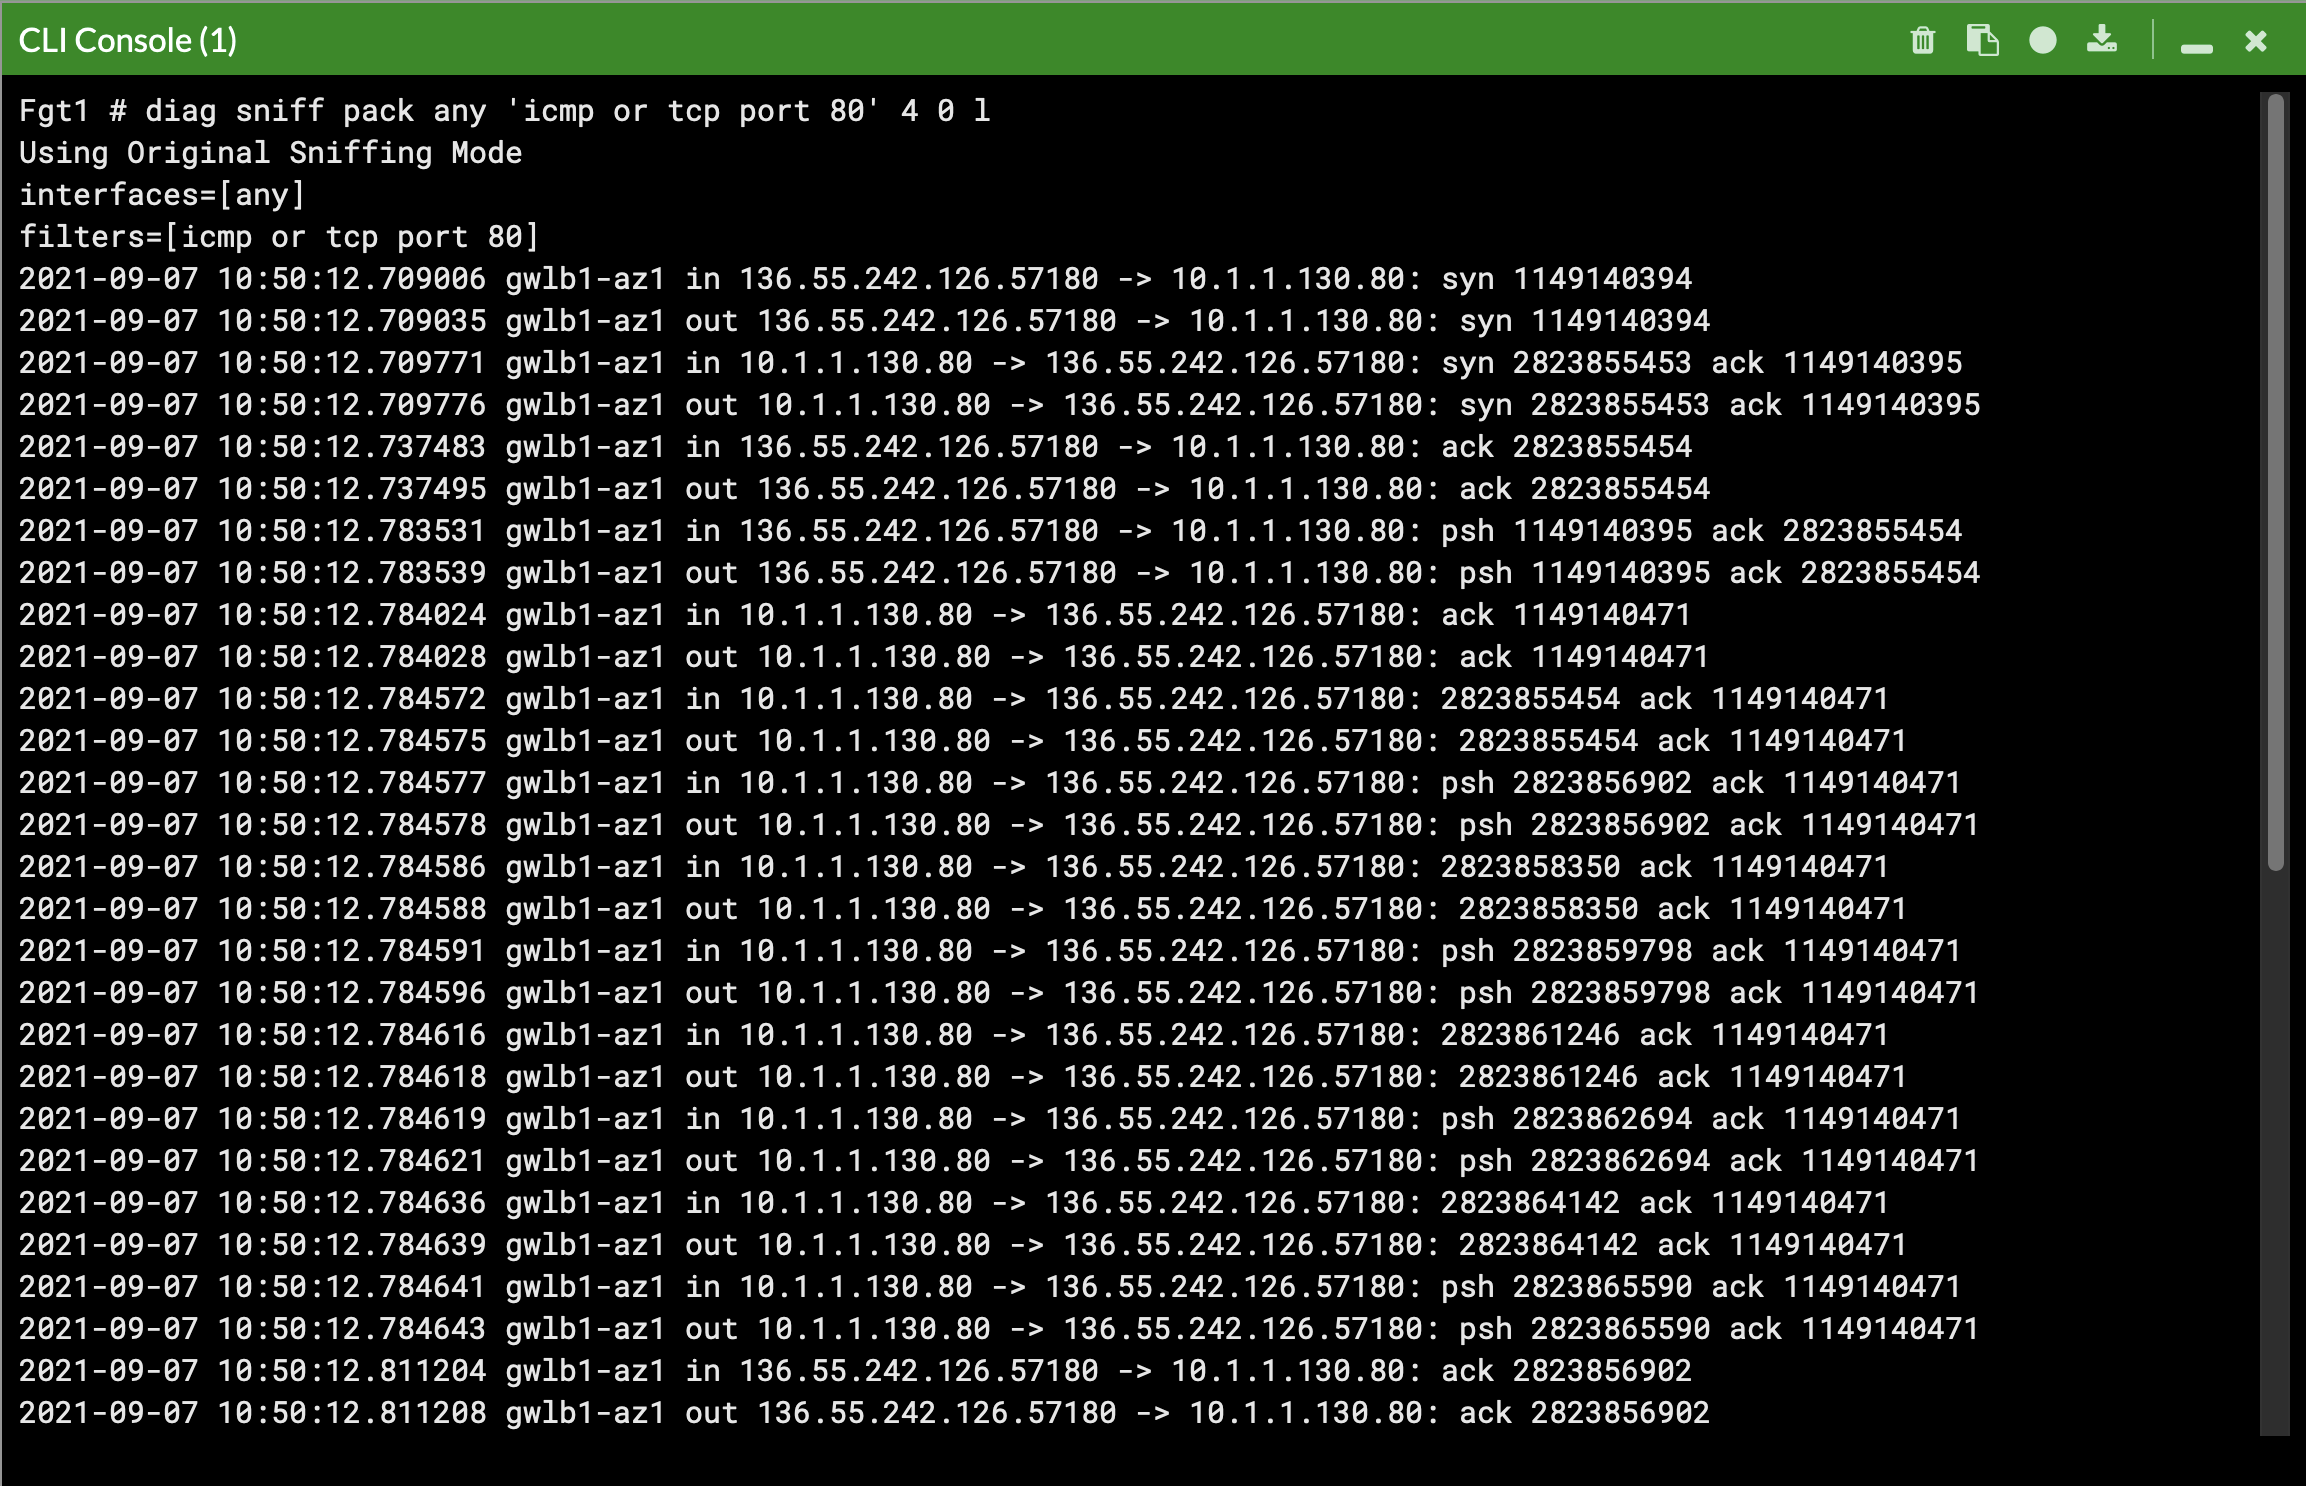 CLI Console (1)
Fgt1 # diag sniff pack any 'icmp or tcp port 80' 4 0 l
Using Original Sniffing Mode
interfaces=[any]
filters=[icmp or tcp port 80]
2021-09-07 10:50:12.709006 gwlb1-az1 in 136.55.242.126.57180 -> 10.1.1.130.80: syn 1149140394
2021-09-07 10:50:12.709035 gwlb1-az1 out 136.55.242.126.57180 -> 10.1.1.130.80: syn 1149140394
2021-09-07 10:50:12.709771 gwlb1-az1 in 10.1.1.130.80 -> 136.55.242.126.57180: syn 2823855453 ack 1149140395
2021-09-07 10:50:12.709776 gwlb1-az1 out 10.1.1.130.80 -> 136.55.242.126.57180: syn 2823855453 ack 1149140395
2021-09-07 10:50:12.737483 gwlb1-az1 in 136.55.242.126.57180 -> 10.1.1.130.80: ack 2823855454
2021-09-07 10:50:12.737495 gwlb1-az1 out 136.55.242.126.57180 -> 10.1.1.130.80: ack 2823855454
2021-09-07 10:50:12.783531 gwlb1-az1 in 136.55.242.126.57180 -> 10.1.1.130.80: psh 1149140395 ack 2823855454
2021-09-07 10:50:12.783539 gwlb1-az1 out 136.55.242.126.57180 -> 10.1.1.130.80: psh 1149140395 ack 2823855454
2021-09-07 10:50:12.784024 gwlb1-az1 in 10.1.1.130.80 -> 136.55.242.126.57180: ack 1149140471
2021-09-07 10:50:12.784028 gwlb1-az1 out 10.1.1.130.80 -> 136.55.242.126.57180: ack 1149140471
2021-09-07 10:50:12.784572 gwlb1-az1 in 10.1.1.130.80 -> 136.55.242.126.57180: 2823855454 ack 1149140471
2021-09-07 10:50:12.784575 gwlb1-az1 out 10.1.1.130.80 -> 136.55.242.126.57180: 2823855454 ack 1149140471
2021-09-07 10:50:12.784577 gwlb1-az1 in 10.1.1.130.80 -> 136.55.242.126.57180: psh 2823856902 ack 1149140471
2021-09-07 10:50:12.784578 gwlb1-az1 out 10.1.1.130.80 -> 136.55.242.126.57180: psh 2823856902 ack 1149140471
2021-09-07 10:50:12.784586 gwlb1-az1 in 10.1.1.130.80 -> 136.55.242.126.57180: 2823858350 ack 1149140471
2021-09-07 10:50:12.784588 gwlb1-az1 out 10.1.1.130.80 -> 136.55.242.126.57180: 2823858350 ack 1149140471
2021-09-07 10:50:12.784591 gwlb1-az1 in 10.1.1.130.80 -> 136.55.242.126.57180: psh 2823859798 ack 1149140471
2021-09-07 10:50:12.784596 gwlb1-az1 out 10.1.1.130.80 -> 136.55.242.126.57180: psh 2823859798 ack 1149140471
2021-09-07 10:50:12.784616 gwlb1-az1 in 10.1.1.130.80 -> 136.55.242.126.57180: 2823861246 ack 1149140471
2021-09-07 10:50:12.784618 gwlb1-az1 out 10.1.1.130.80 -> 136.55.242.126.57180: 2823861246 ack 1149140471
2021-09-07 10:50:12.784619 gwlb1-az1 in 10.1.1.130.80 -> 136.55.242.126.57180: psh 2823862694 ack 1149140471
2021-09-07 10:50:12.784621 gwlb1-az1 out 10.1.1.130.80 -> 136.55.242.126.57180: psh 2823862694 ack 1149140471
2021-09-07 10:50:12.784636 gwlb1-az1 in 10.1.1.130.80 -> 136.55.242.126.57180: 2823864142 ack 1149140471
2021-09-07 10:50:12.784639 gwlb1-az1 out 10.1.1.130.80 -> 136.55.242.126.57180: 2823864142 ack 1149140471
2021-09-07 10:50:12.784641 gwlb1-az1 in 10.1.1.130.80 -> 136.55.242.126.57180: psh 2823865590 ack 1149140471
2021-09-07 10:50:12.784643 gwlb1-az1 out 10.1.1.130.80 -> 136.55.242.126.57180: psh 2823865590 ack 1149140471
2021-09-07 10:50:12.811204 gwlb1-az1 in 136.55.242.126.57180 -> 10.1.1.130.80: ack 2823856902
2021-09-07 10:50:12.811208 gwlb1-az1 out 136.55.242.126.57180 -> 10.1.1.130.80: ack 2823856902